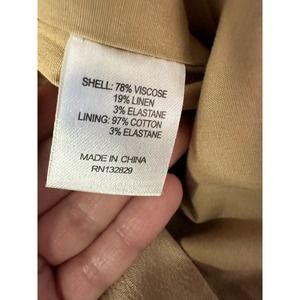 SHELL: 78% VISCOSE
19% LINEN
3% ELASTANE
LINING: 97% COTTON
3% ELASTANE
MADE IN CHINA
RN132829